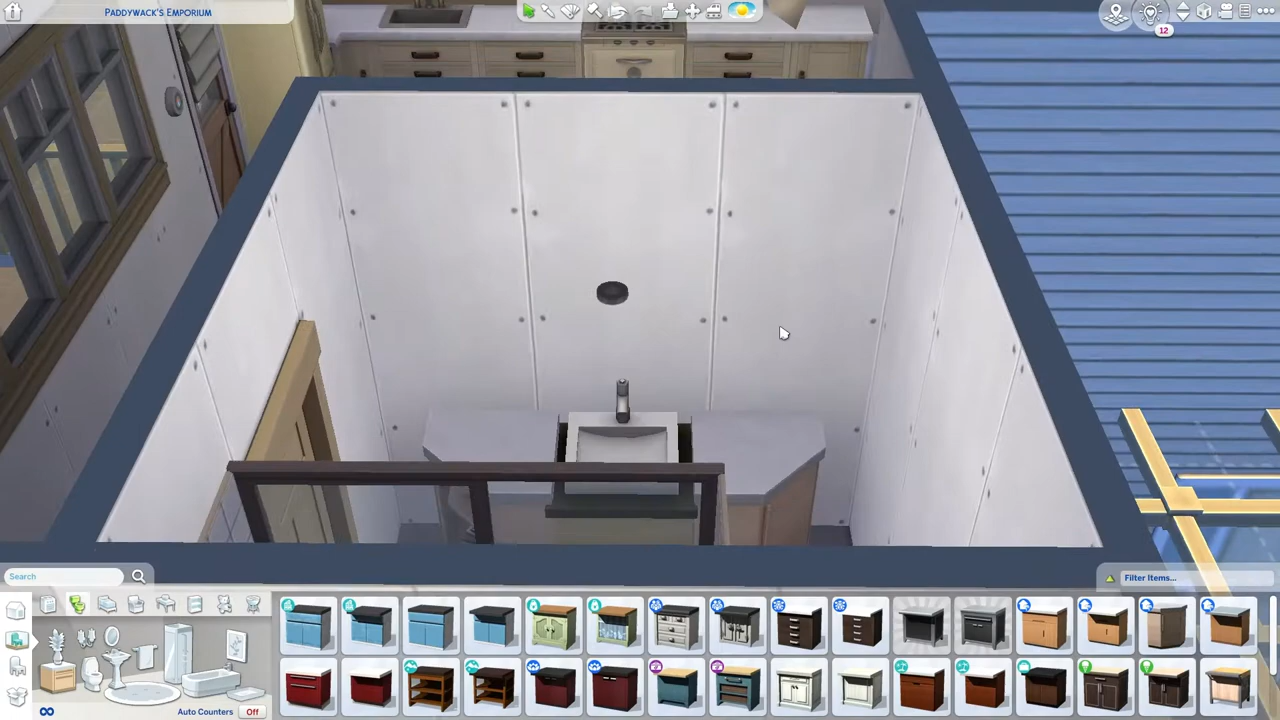 PADDYWACK'S EMPORIUM
12
Search
Filter Items...
Auto Counters Off